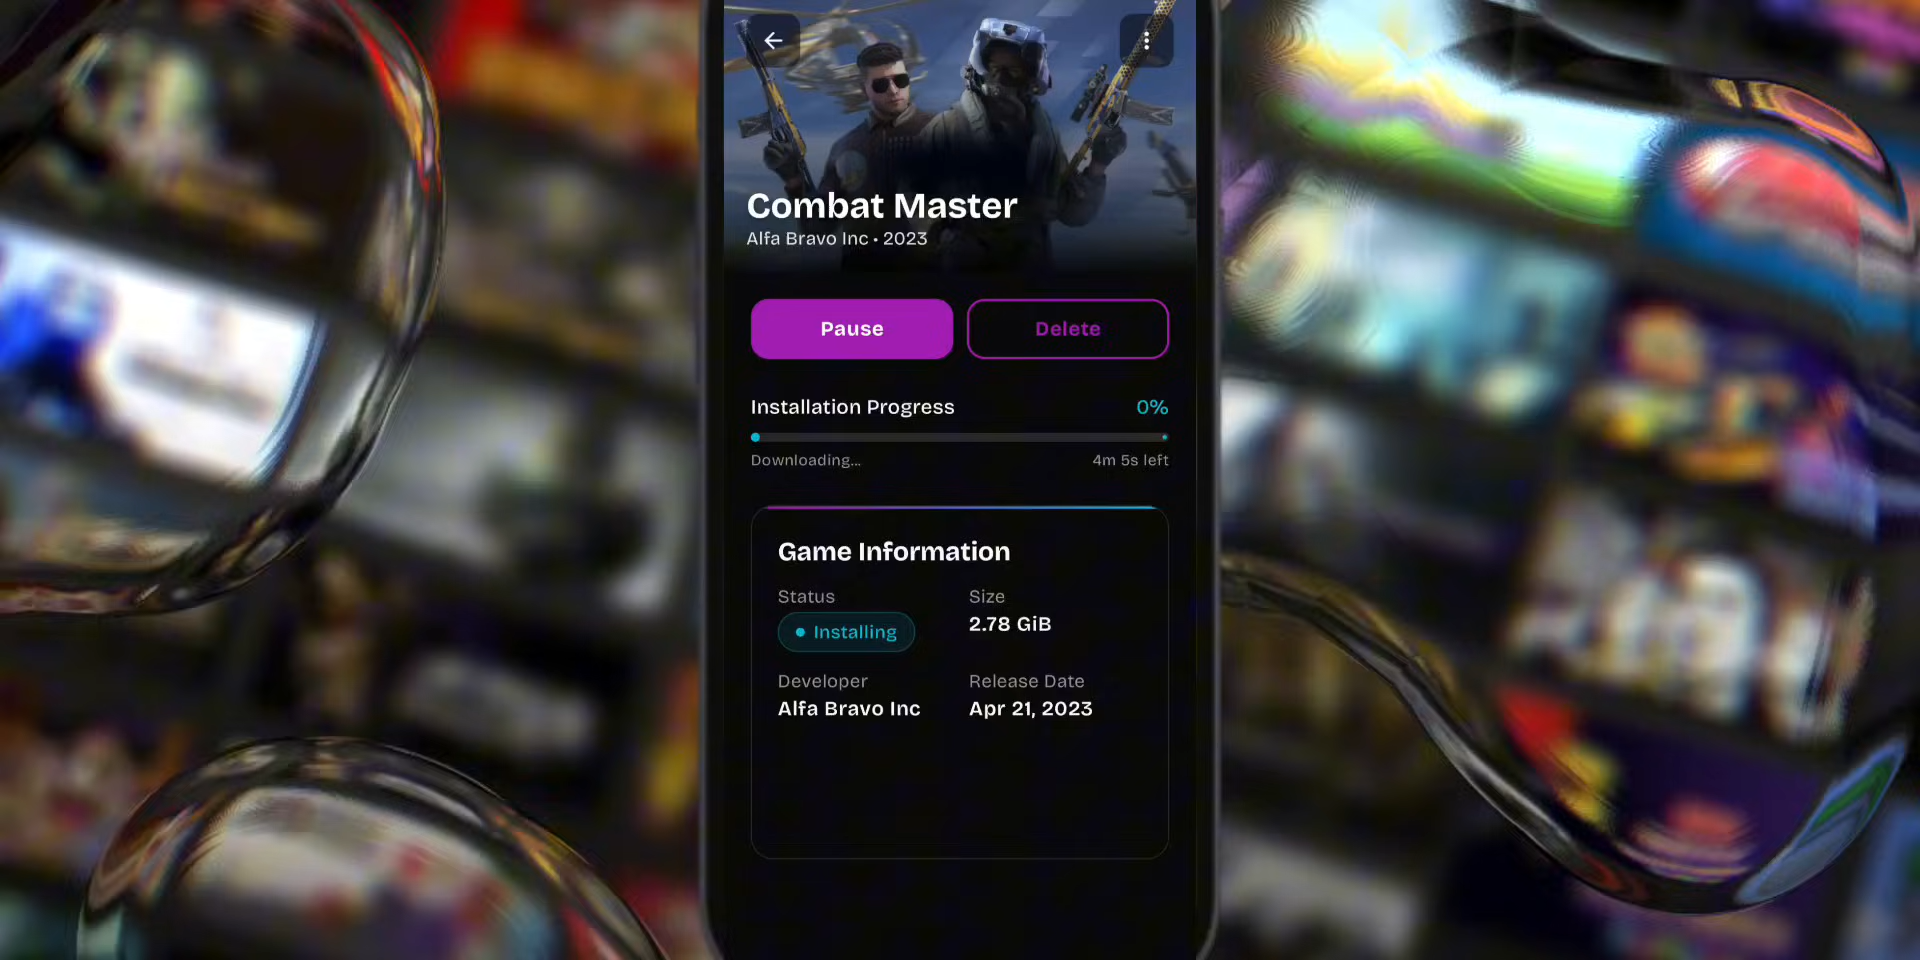 Combat Master
Alfa Bravo Inc • 2023
Pause
Delete
Installation Progress
0%
Downloading...
4m 5s left
Game Information
Status
Size
Installing
2.78 GiB
Developer
Release Date
Alfa Bravo Inc
Apr 21, 2023